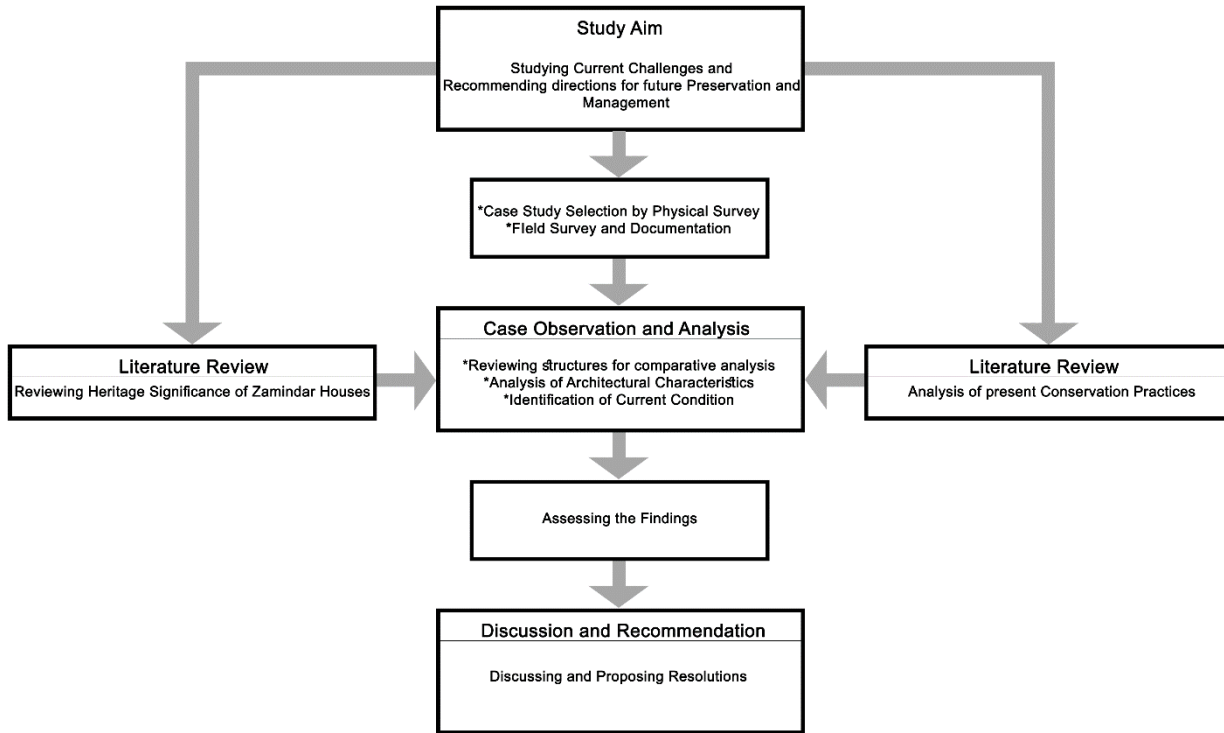 Study Aim
Studying Current Challenges and
Recommending directions for future Preservation and
Management
*Case Study Selection by Physical Survey
*FIeld Survey and Documentation
Case Observation and Analysis
*Reviewing structures for comparative analysis
*Analysis of Architectural Characteristics
*Identification of Current Condition
Literature Review
Reviewing Heritage Significance of Zamindar Houses
Literature Review
Analysis of present Conservation Practices
Assessing the Findings
Discussion and Recommendation
Discussing and Proposing Resolutions